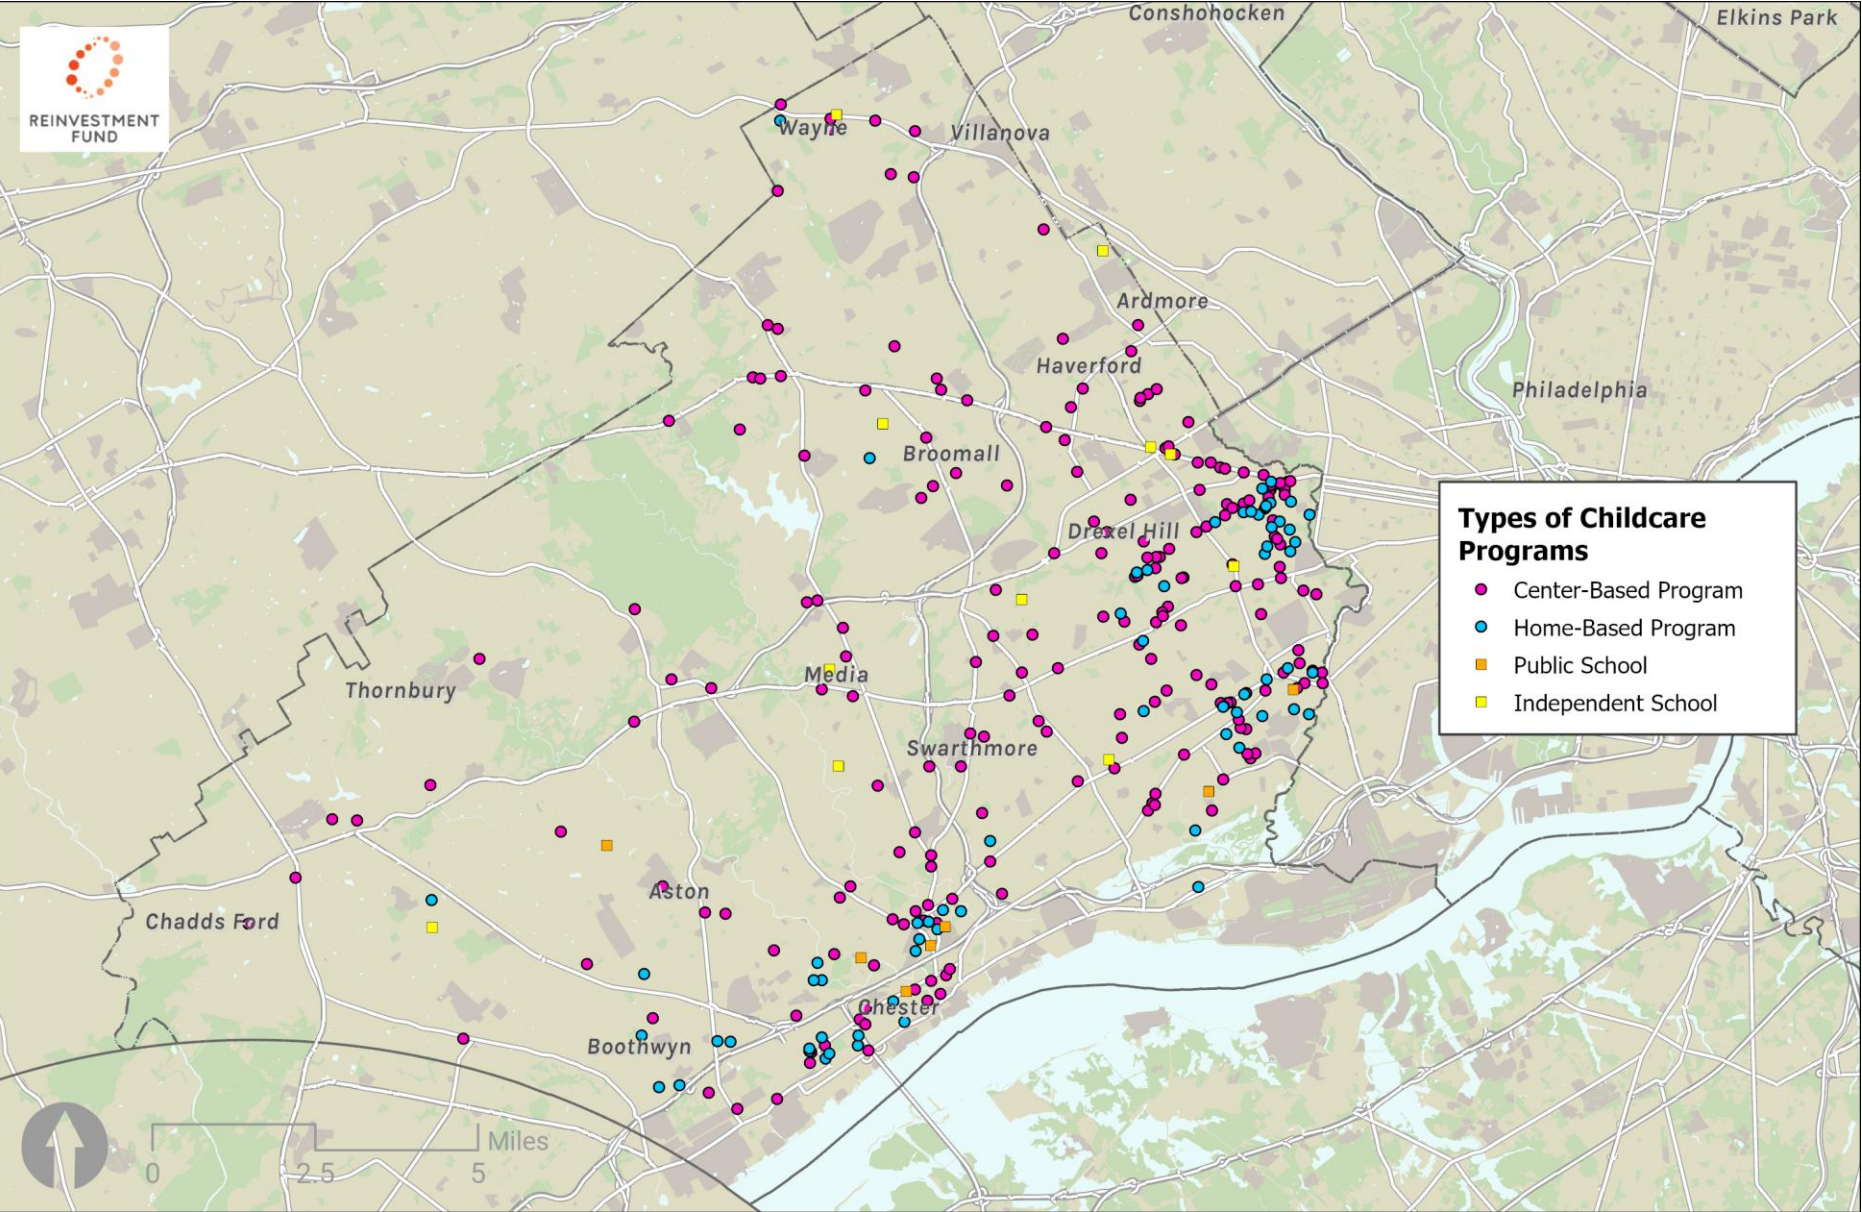 Conshohocken
Elkins Park
REINVESTMENT
FUND
Wayne
Villanova
Ardmore
Haverford
Philadelphia
Broomall
Drexel Hill
Types of Childcare
Programs
Center-Based Program
Home-Based Program
Public School
Independent School
Thornbury
Media
Swarthmore
Aston
Chadds Ford
Chester
Boothwyn
Miles
0
2.5
5